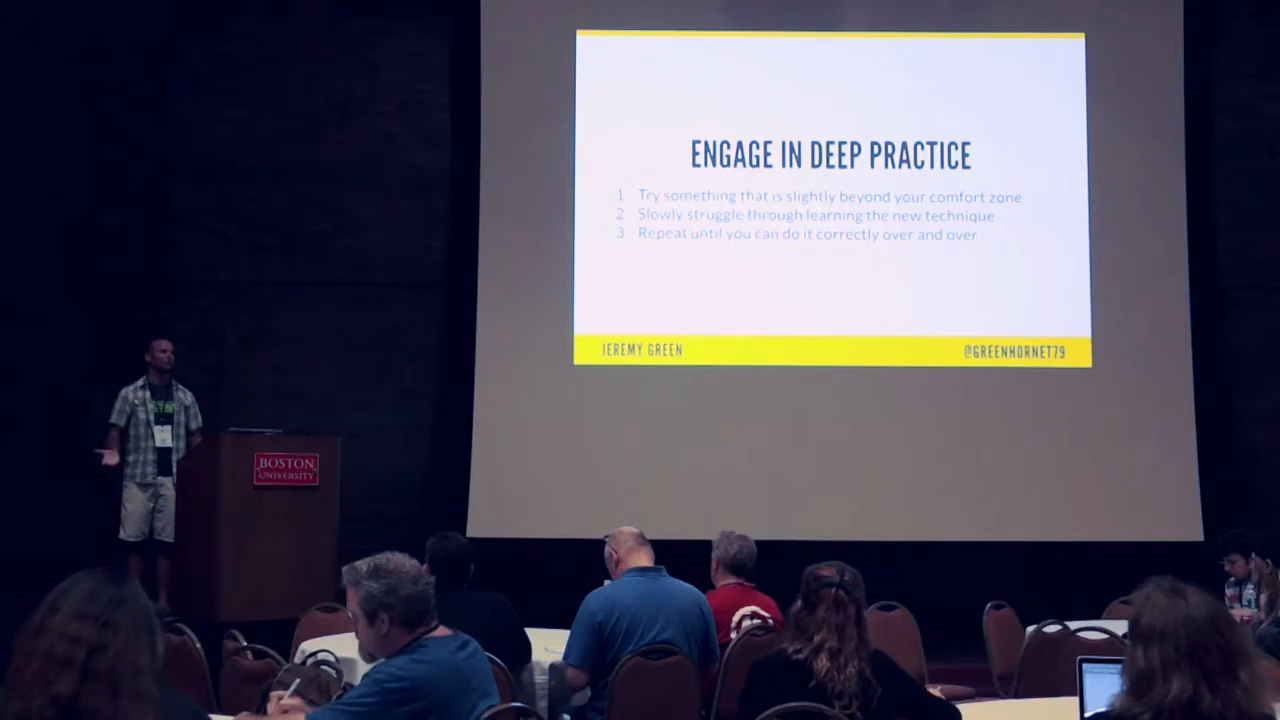 ENGAGE IN DEEP PRACTICE
1 Try something that is slightly beyond your comfort zone
2 Slowly struggle through learning the new technique
3 Repeat until you can do it correctly over and over
JEREMY GREEN
@GREENHORNET79
BOSTON
UNIVERSITY